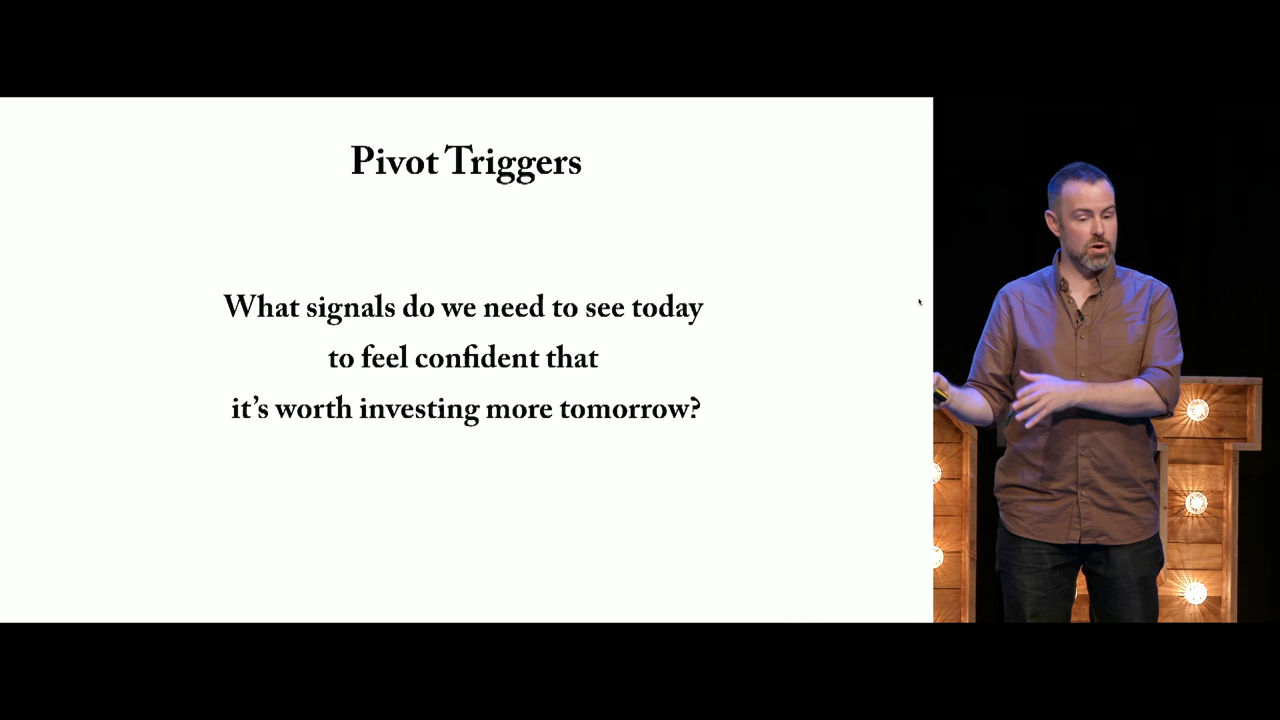 Pivot Triggers
What signals do we need to see today
to feel confident that
it's worth investing more tomorrow?